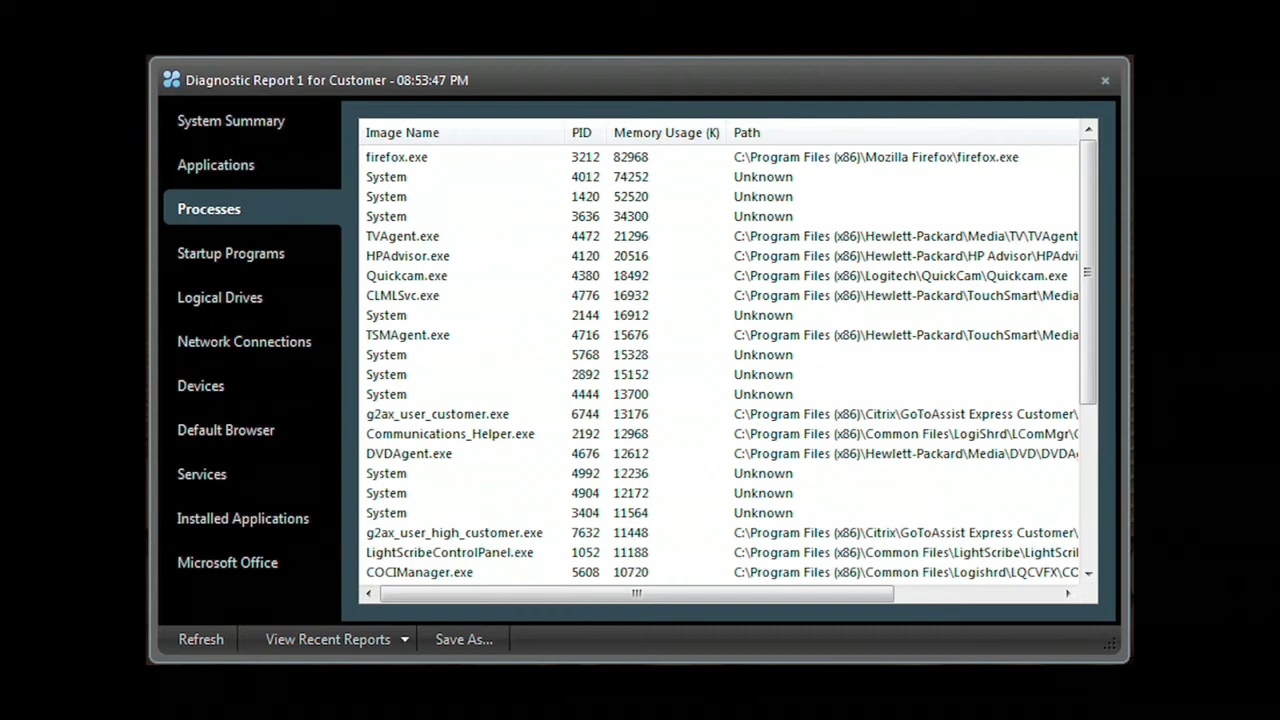 Diagnostic Report 1 for Customer - 08:53:47 PM
System Summary
Applications
Processes
Startup Programs
Logical Drives
Network Connections
Devices
Default Browser
Services
Installed Applications
Microsoft Office
Image Name PID Memory Usage (K) Path
firefox.exe 3212 82968 C:\Program Files (x86)\Mozilla Firefox\firefox.exe
System 4012 74252 Unknown
System 1420 52520 Unknown
System 3636 34300 Unknown
TVAgent.exe 4472 21296 C:\Program Files (x86)\Hewlett-Packard\Media\TV\TVAgent
HPAdvisor.exe 4120 20516 C:\Program Files (x86)\Hewlett-Packard\HP Advisor\HPAdvi
Quickcam.exe 4380 18492 C:\Program Files (x86)\Logitech\QuickCam\Quickcam.exe
CLMLSvc.exe 4776 16932 C:\Program Files (x86)\Hewlett-Packard\TouchSmart\Media
System 2144 16912 Unknown
TSMAgent.exe 4716 15676 C:\Program Files (x86)\Hewlett-Packard\TouchSmart\Media
System 5768 15328 Unknown
System 2892 15152 Unknown
System 4444 13700 Unknown
g2ax_user_customer.exe 6744 13176 C:\Program Files (x86)\Citrix\GoToAssist Express Customer\
Communications_Helper.exe 2192 12968 C:\Program Files (x86)\Common Files\LogiShrd\LComMgr\C
DVDAgent.exe 4676 12612 C:\Program Files (x86)\Hewlett-Packard\Media\DVD\DVDAg
System 4992 12236 Unknown
System 4904 12172 Unknown
System 3404 11564 Unknown
g2ax_user_high_customer.exe 7632 11448 C:\Program Files (x86)\Citrix\GoToAssist Express Customer\
LightScribeControlPanel.exe 1052 11188 C:\Program Files (x86)\Common Files\LightScribe\LightScril
COCIManager.exe 5608 10720 C:\Program Files (x86)\Common Files\Logishrd\LQCVFX\CO
Refresh
View Recent Reports
Save As...